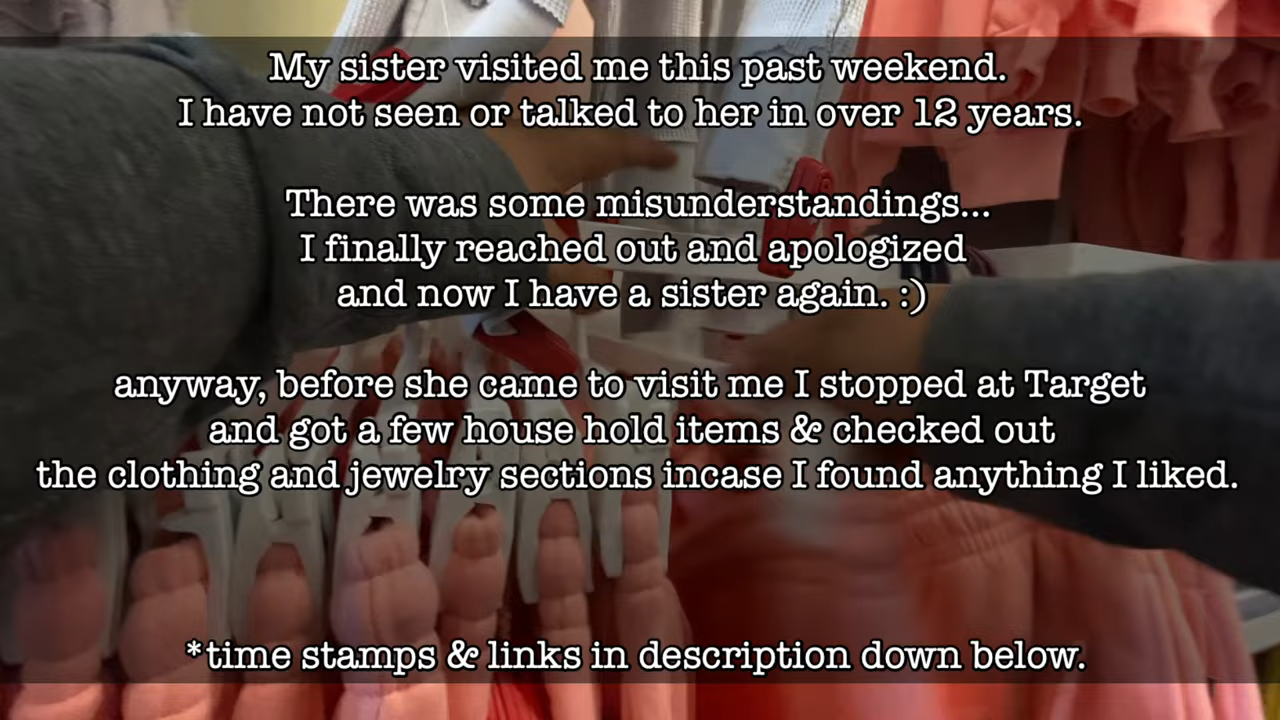 My sister visited me this past weekend.
I have not seen or talked to her in over 12 years.
There was some misunderstandings...
I finally reached out and apologized
and now I have a sister again. :)
anyway, before she came to visit me I stopped at Target
and got a few house hold items & checked out
the clothing and jewelry sections incase I found anything I liked.
*time stamps & links in description down below.